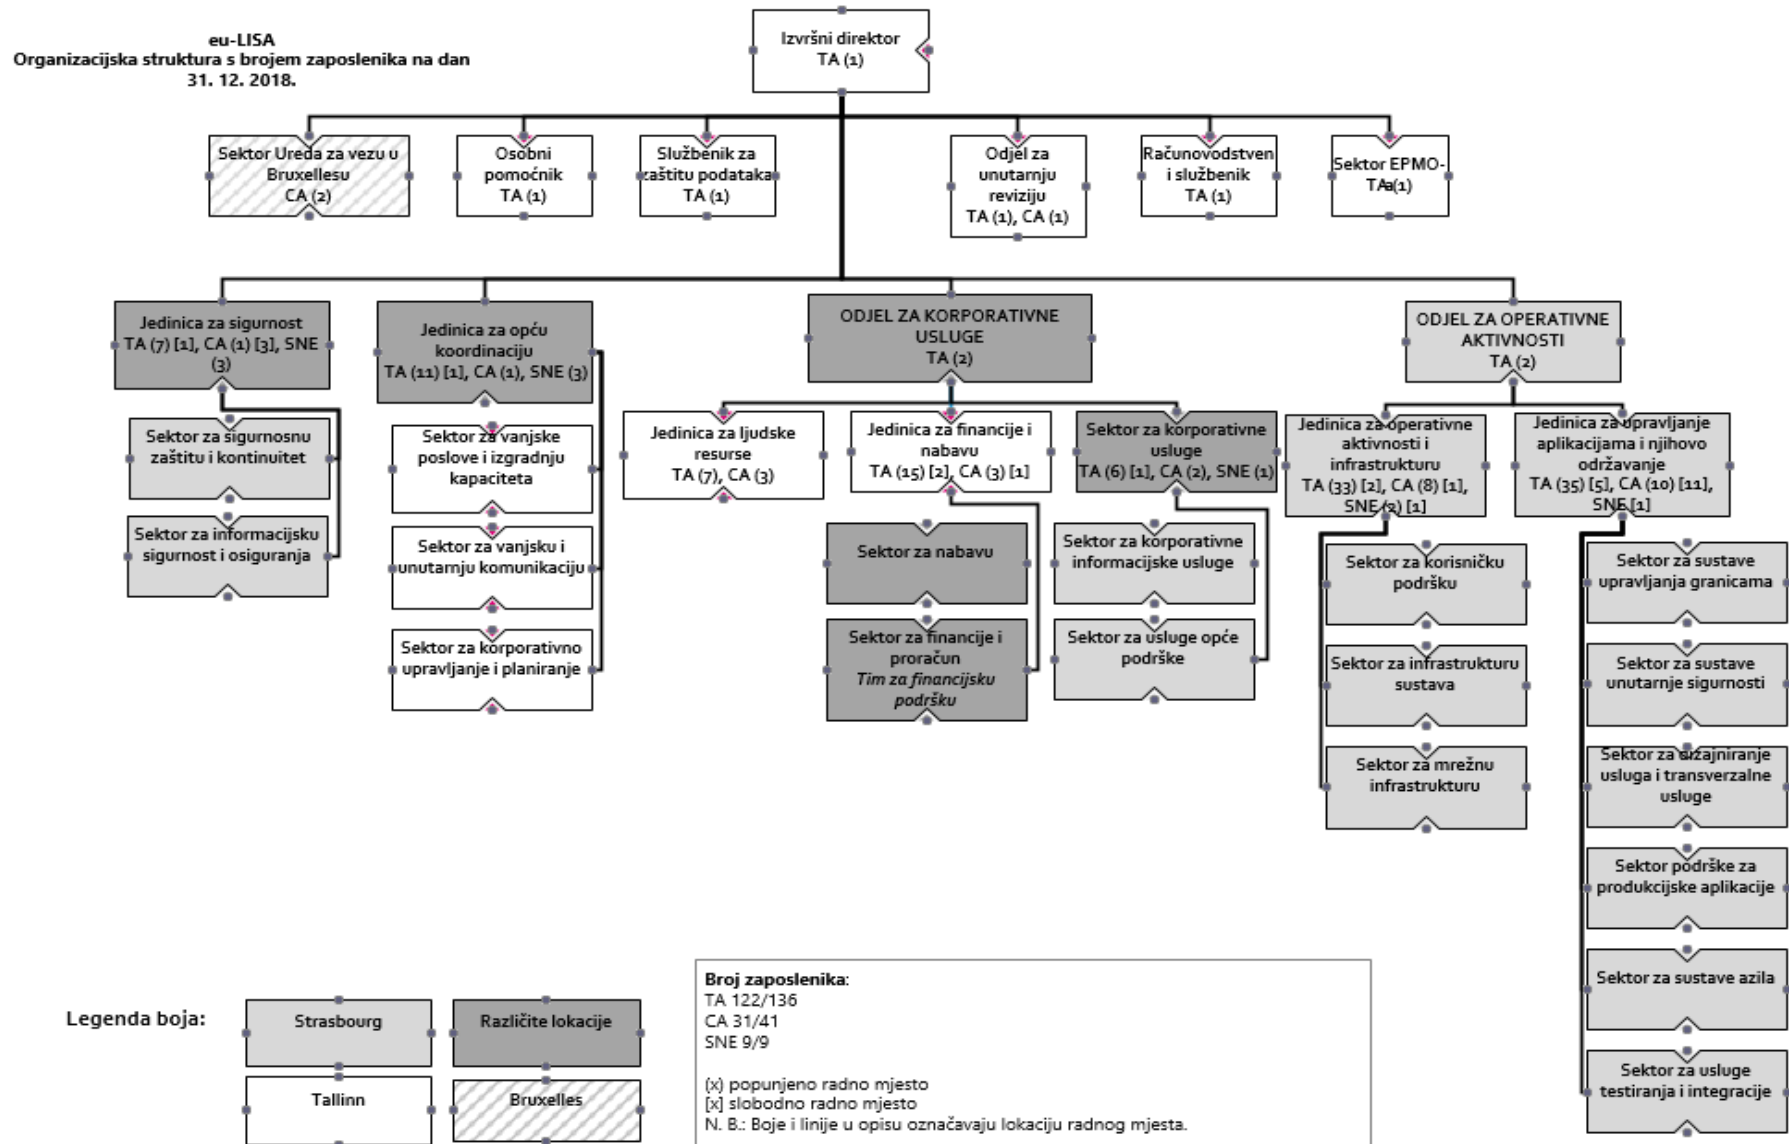 eu-LISA
Organizacijska struktura s brojem zaposlenika na dan
31. 12. 2018.
Izvršni direktor
TA (1)
Sektor Ureda za vezu u
Bruxellesu
CA (2)
Osobni
pomoćnik
TA (1)
Službenik za
zaštitu podataka
TA (1)
Odjel za
unutarnju
reviziju
TA (1), CA (1)
Računovodstven
i službenik
TA (1)
Sektor EPMO-
TA (1)
Jedinica za sigurnost
TA (7) [1], CA (1) [3], SNE
(3)
Jedinica za opću
koordinaciju
TA (11) [1], CA (1), SNE (3)
ODJEL ZA KORPORATIVNE
USLUGE
TA (2)
ODJEL ZA OPERATIVNE
AKTIVNOSTI
TA (2)
Sektor za sigurnosnu
zaštitu i kontinuitet
Sektor za informacijsku
sigurnost i osiguranja
Sektor za vanjske
poslove i izgradnju
kapaciteta
Sektor za vanjsku i
unutarnju komunikaciju
Sektor za korporativno
upravljanje i planiranje
Jedinica za ljudske
resurse
TA (7), CA (3)
Jedinica za financije i
nabavu
TA (15) [2], CA (3) [1]
Sektor za korporativne
usluge
TA (6) [1], CA (2), SNE (1)
Sektor za nabavu
Sektor za financije i
proračun
Tim za financijsku
podršku
Sektor za korporativne
informacijske usluge
Sektor za usluge opće
podrške
Jedinica za operativne
aktivnosti i
infrastrukturu
TA (33) [2], CA (8) [1],
SNE (2) [1]
Jedinica za upravljanje
aplikacijama i njihovo
održavanje
TA (35) [5], CA (10) [11],
SNE [1]
Sektor za korisničku
podršku
Sektor za infrastrukturu
sustava
Sektor za mrežnu
infrastrukturu
Sektor za sustave
upravljanja granicama
Sektor za sustave
unutarnje sigurnosti
Sektor za dizajniranje
usluga i transverzalne
usluge
Sektor podrške za
produkcijske aplikacije
Sektor za sustave azila
Sektor za usluge
testiranja i integracije
Legenda boja:
Strasbourg
Različite lokacije
Tallinn
Bruxelles
Broj zaposlenika:
TA 122/136
CA 31/41
SNE 9/9
(x) popunjeno radno mjesto
[x] slobodno radno mjesto
N. B.: Boje i linije u opisu označavaju lokaciju radnog mjesta.